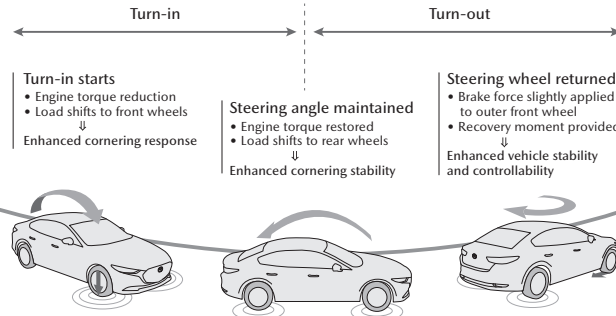 Turn-in
Turn-out
Turn-in starts
• Engine torque reduction
• Load shifts to front wheels
⇓
Enhanced cornering response
Steering angle maintained
• Engine torque restored
• Load shifts to rear wheels
⇓
Enhanced cornering stability
Steering wheel returned
• Brake force slightly applied
to outer front wheel
• Recovery moment provided
⇓
Enhanced vehicle stability
and controllability